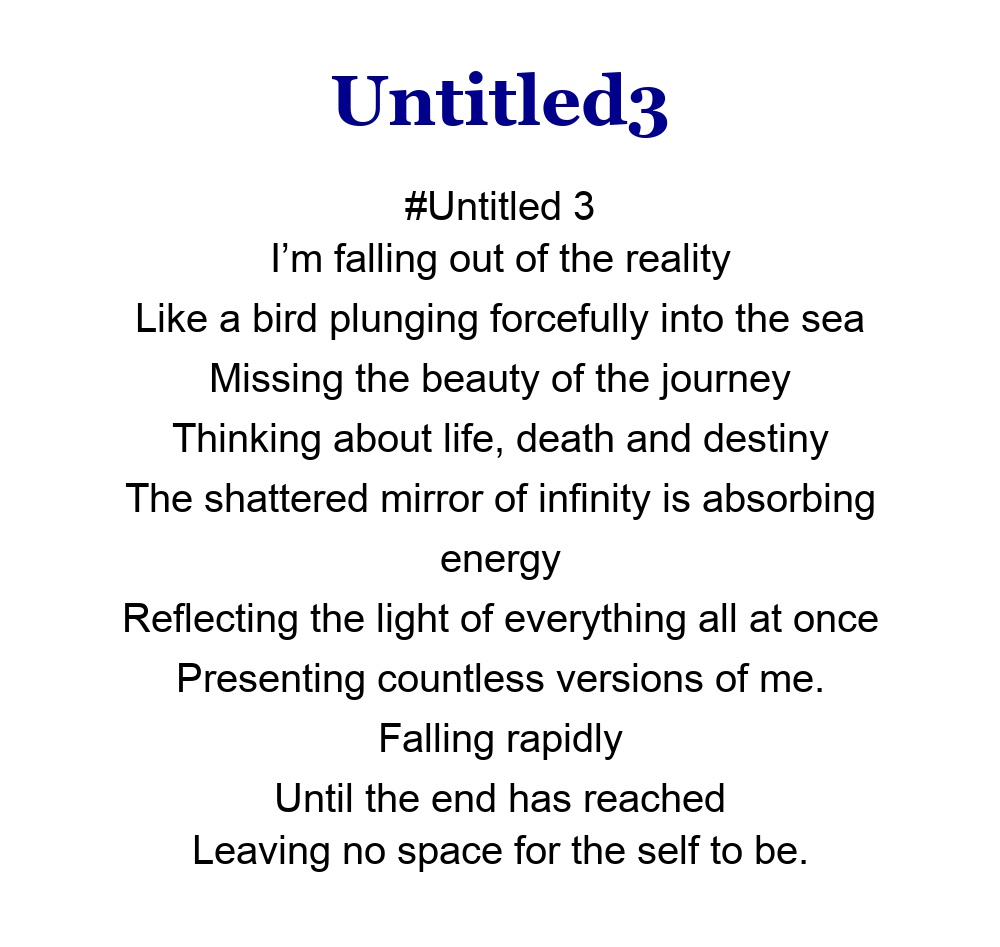 Untitled3
#Untitled 3
I’m falling out of the reality
Like a bird plunging forcefully into the sea
Missing the beauty of the journey
Thinking about life, death and destiny
The shattered mirror of infinity is absorbing
energy
Reflecting the light of everything all at once
Presenting countless versions of me.
Falling rapidly
Until the end has reached
Leaving no space for the self to be.